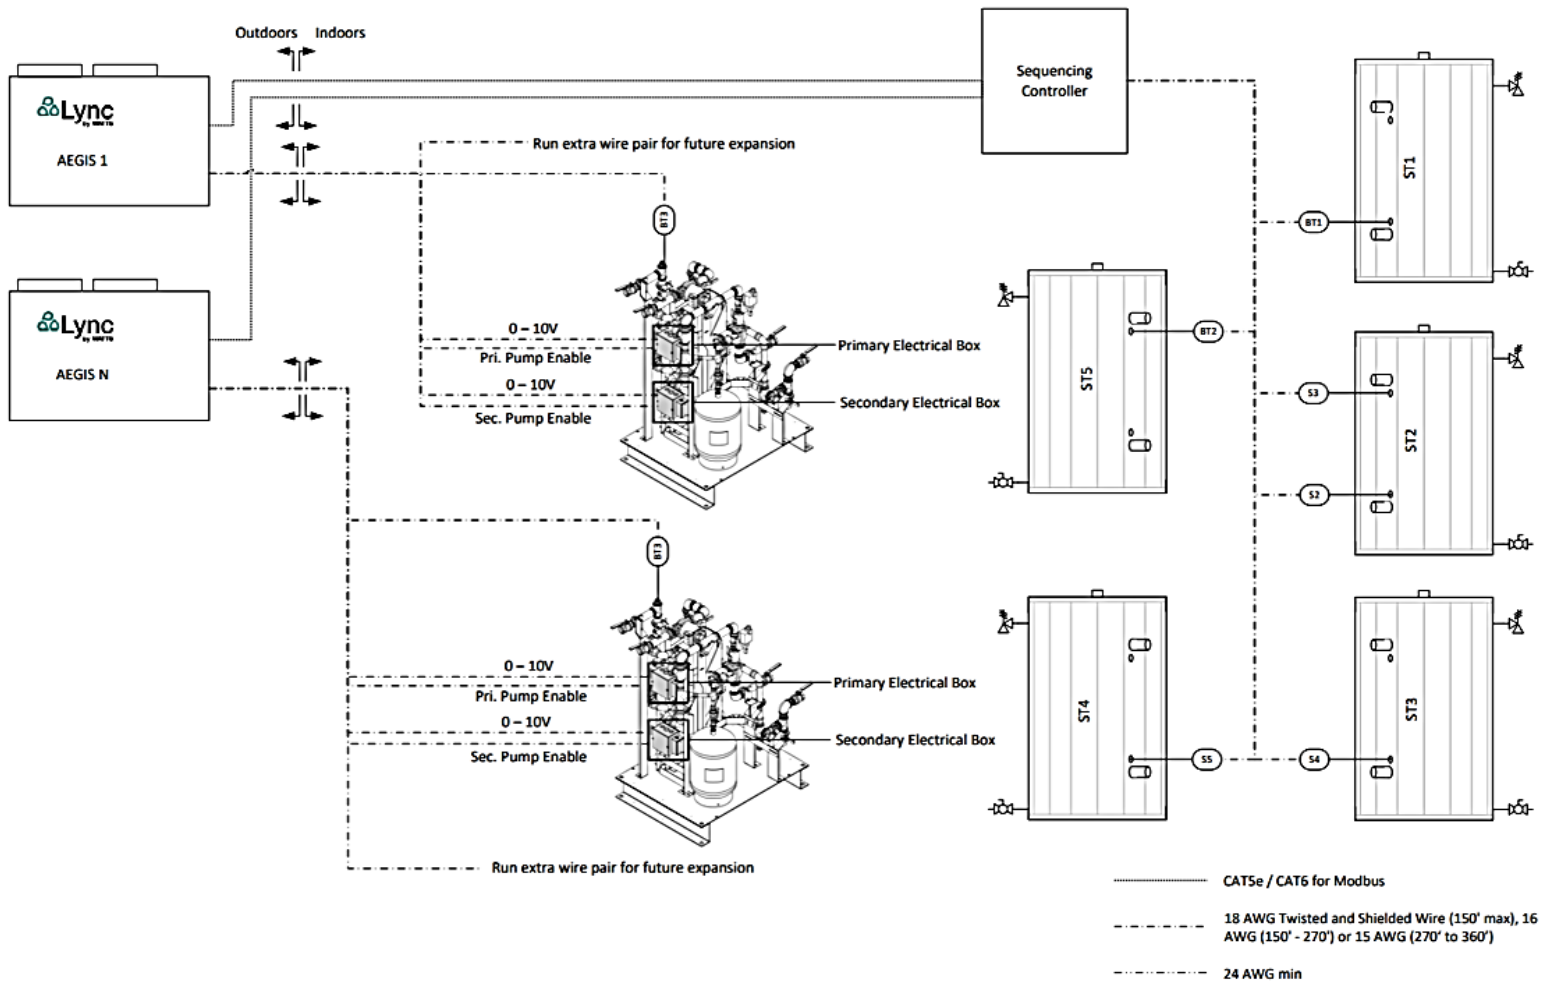 Outdoors Indoors
Sequencing
Controller
Lync
AEGIS 1
Run extra wire pair for future expansion
ST1
BT3
BT1
Lync
AEGIS N
0 – 10V
Pri. Pump Enable
0 – 10V
Sec. Pump Enable
Primary Electrical Box
Secondary Electrical Box
ST5
BT2
S3
ST2
S2
BT3
0 – 10V
Pri. Pump Enable
0 – 10V
Sec. Pump Enable
Primary Electrical Box
Secondary Electrical Box
ST4
S5
S4
ST3
Run extra wire pair for future expansion
CAT5e / CAT6 for Modbus
18 AWG Twisted and Shielded Wire (150' max), 16
AWG (150' - 270') or 15 AWG (270' to 360')
24 AWG min